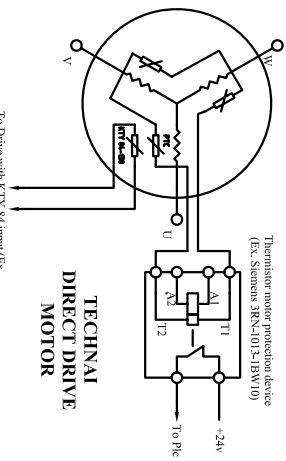 W
V
PTC
KTY 84-130
U
Thermistor motor protection device
(Ex. Siemens 3RN-1013-1BW10)
A2
A1
T2
T1
+24v
To Plc
TECHNAI
DIRECT DRIVE
MOTOR
To Drive with KTY 84 input (Ex